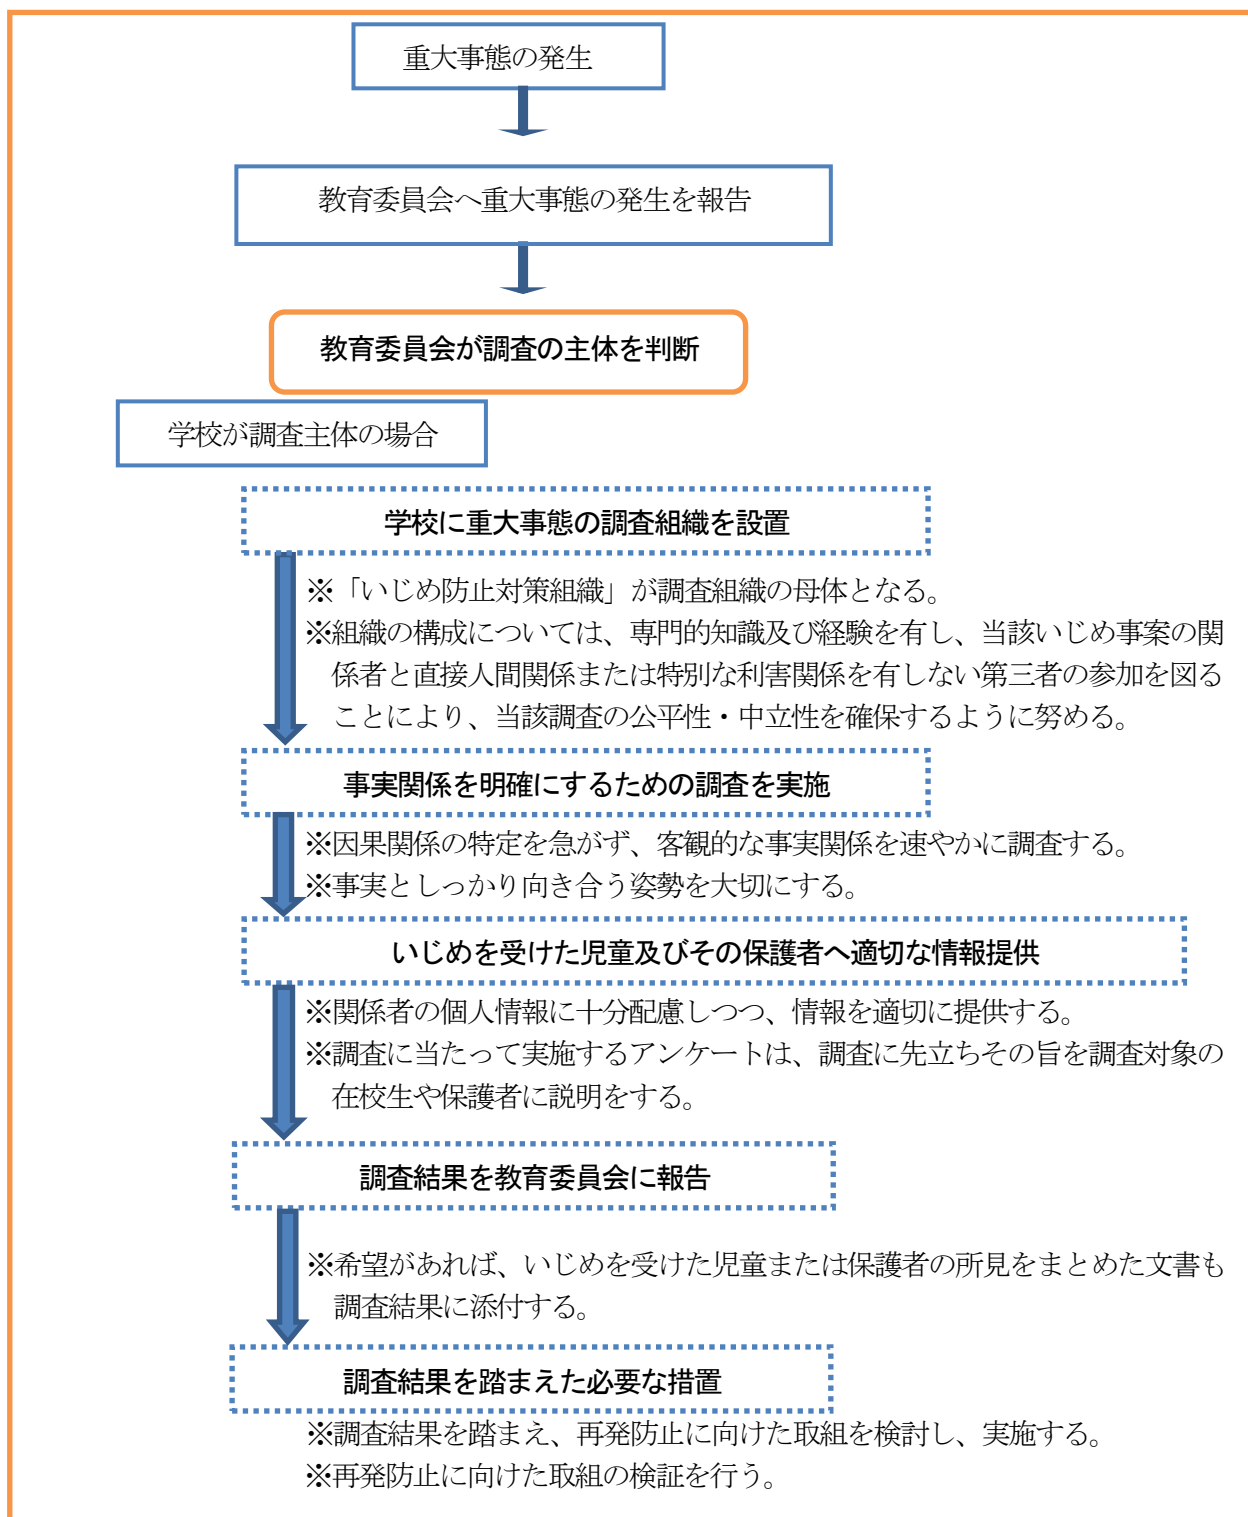 重大事態の発生
教育委員会へ重大事態の発生を報告
教育委員会が調査の主体を判断
学校が調査主体の場合
学校に重大事態の調査組織を設置
※「いじめ防止対策組織」が調査組織の母体となる。
※組織の構成については、専門的知識及び経験を有し、当該いじめ事案の関
係者と直接人間関係または特別な利害関係を有しない第三者の参加を図る
ことにより、当該調査の公平性・中立性を確保するように努める。
事実関係を明確にするための調査を実施
※因果関係の特定を急がず、客観的な事実関係を速やかに調査する。
※事実としっかり向き合う姿勢を大切にする。
いじめを受けた児童及びその保護者へ適切な情報提供
※関係者の個人情報に十分配慮しつつ、情報を適切に提供する。
※調査に当たって実施するアンケートは、調査に先立ちその旨を調査対象の
在校生や保護者に説明をする。
調査結果を教育委員会に報告
※希望があれば、いじめを受けた児童または保護者の所見をまとめた文書も
調査結果に添付する。
調査結果を踏まえた必要な措置
※調査結果を踏まえ、再発防止に向けた取組を検討し、実施する。
※再発防止に向けた取組の検証を行う。